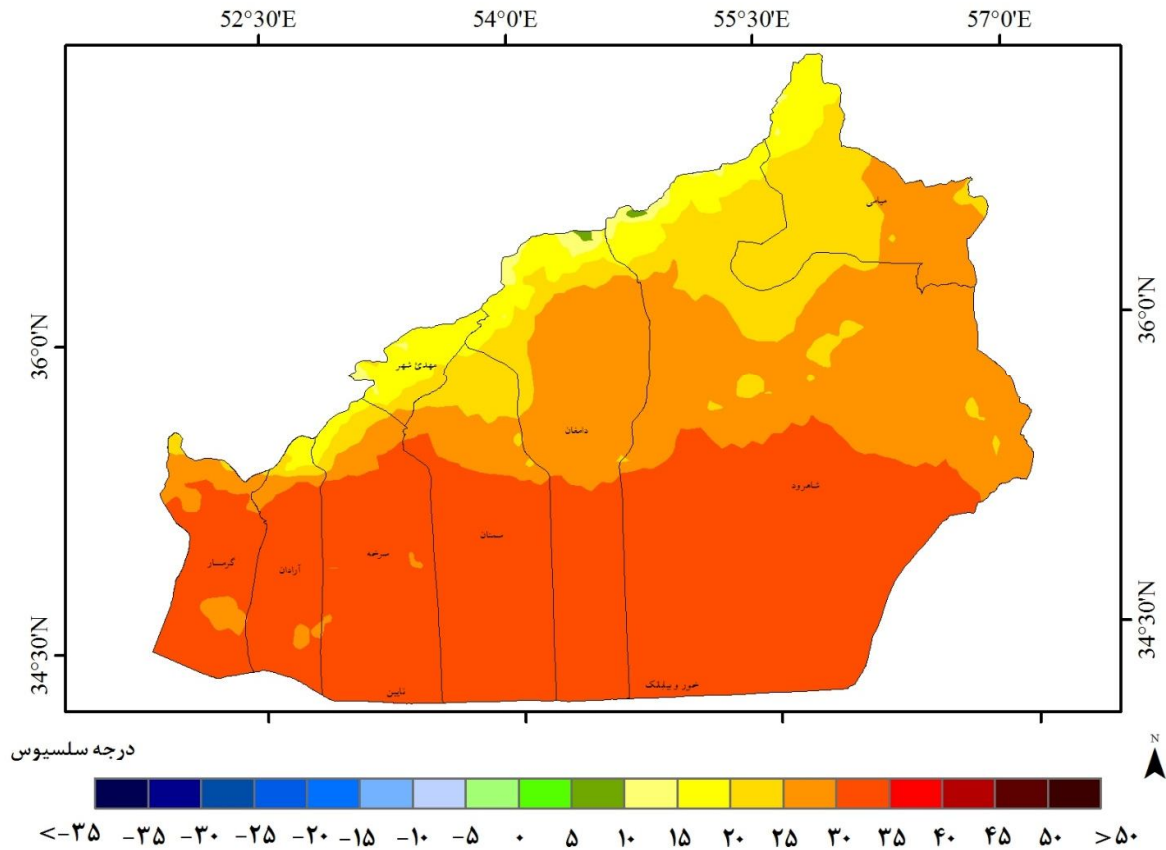 52°30'E 54°0'E 55°30'E 57°0'E
میامی
36°0'N 36°0'N
مهدئ شهر
دامغان
شاهرود
سمنان
سرخه
گرمسار
آرادان
34°30'N 34°30'N
نایین
خور و بیابانک
درجه سلسیوس
N
<-۳۵ -۳۵ -۳۰ -۲۵ -۲۰ -۱۵ -۱۰ -۵ ۰ ۵ ۱۰ ۱۵ ۲۰ ۲۵ ۳۰ ۳۵ ۴۰ ۴۵ ۵۰ >۵۰